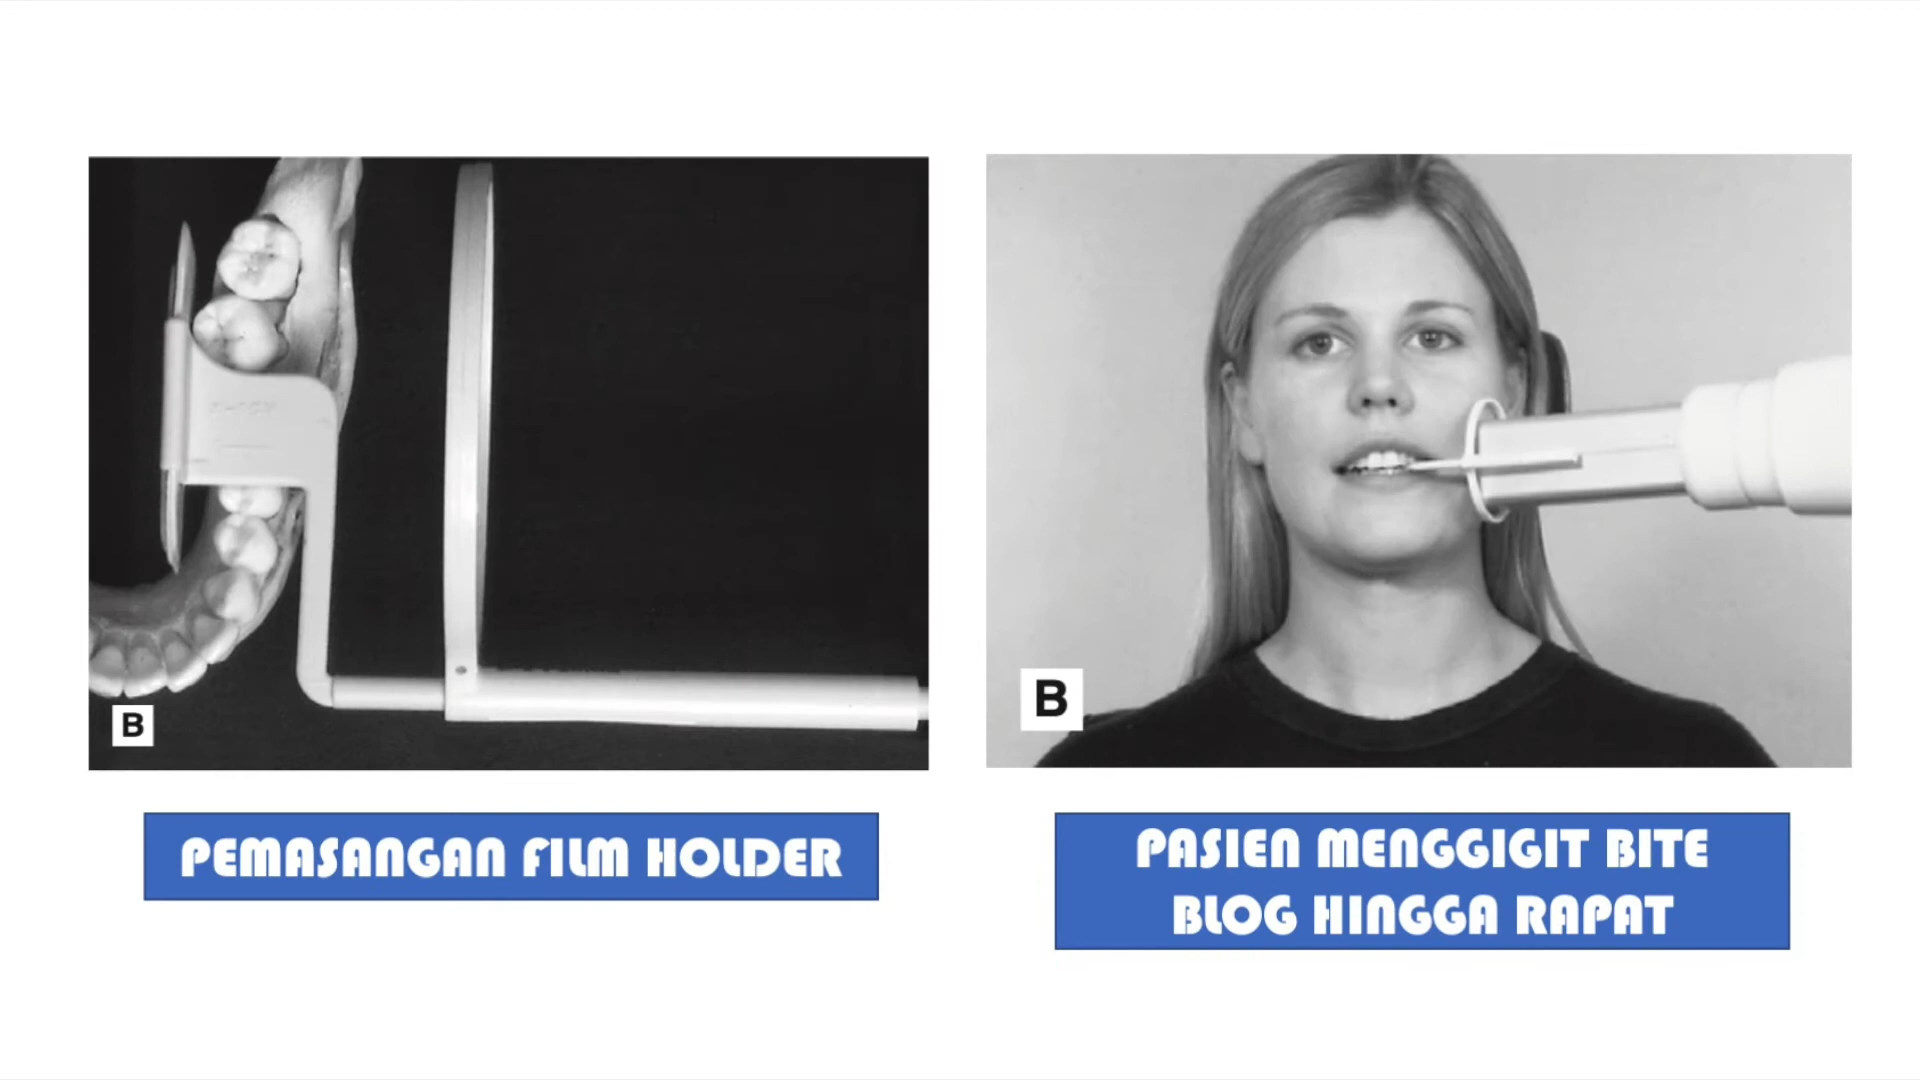 B
PEMASANGAN FILM HOLDER
B
PASIEN MENGGIGIT BITE
BLOG HINGGA RAPAT